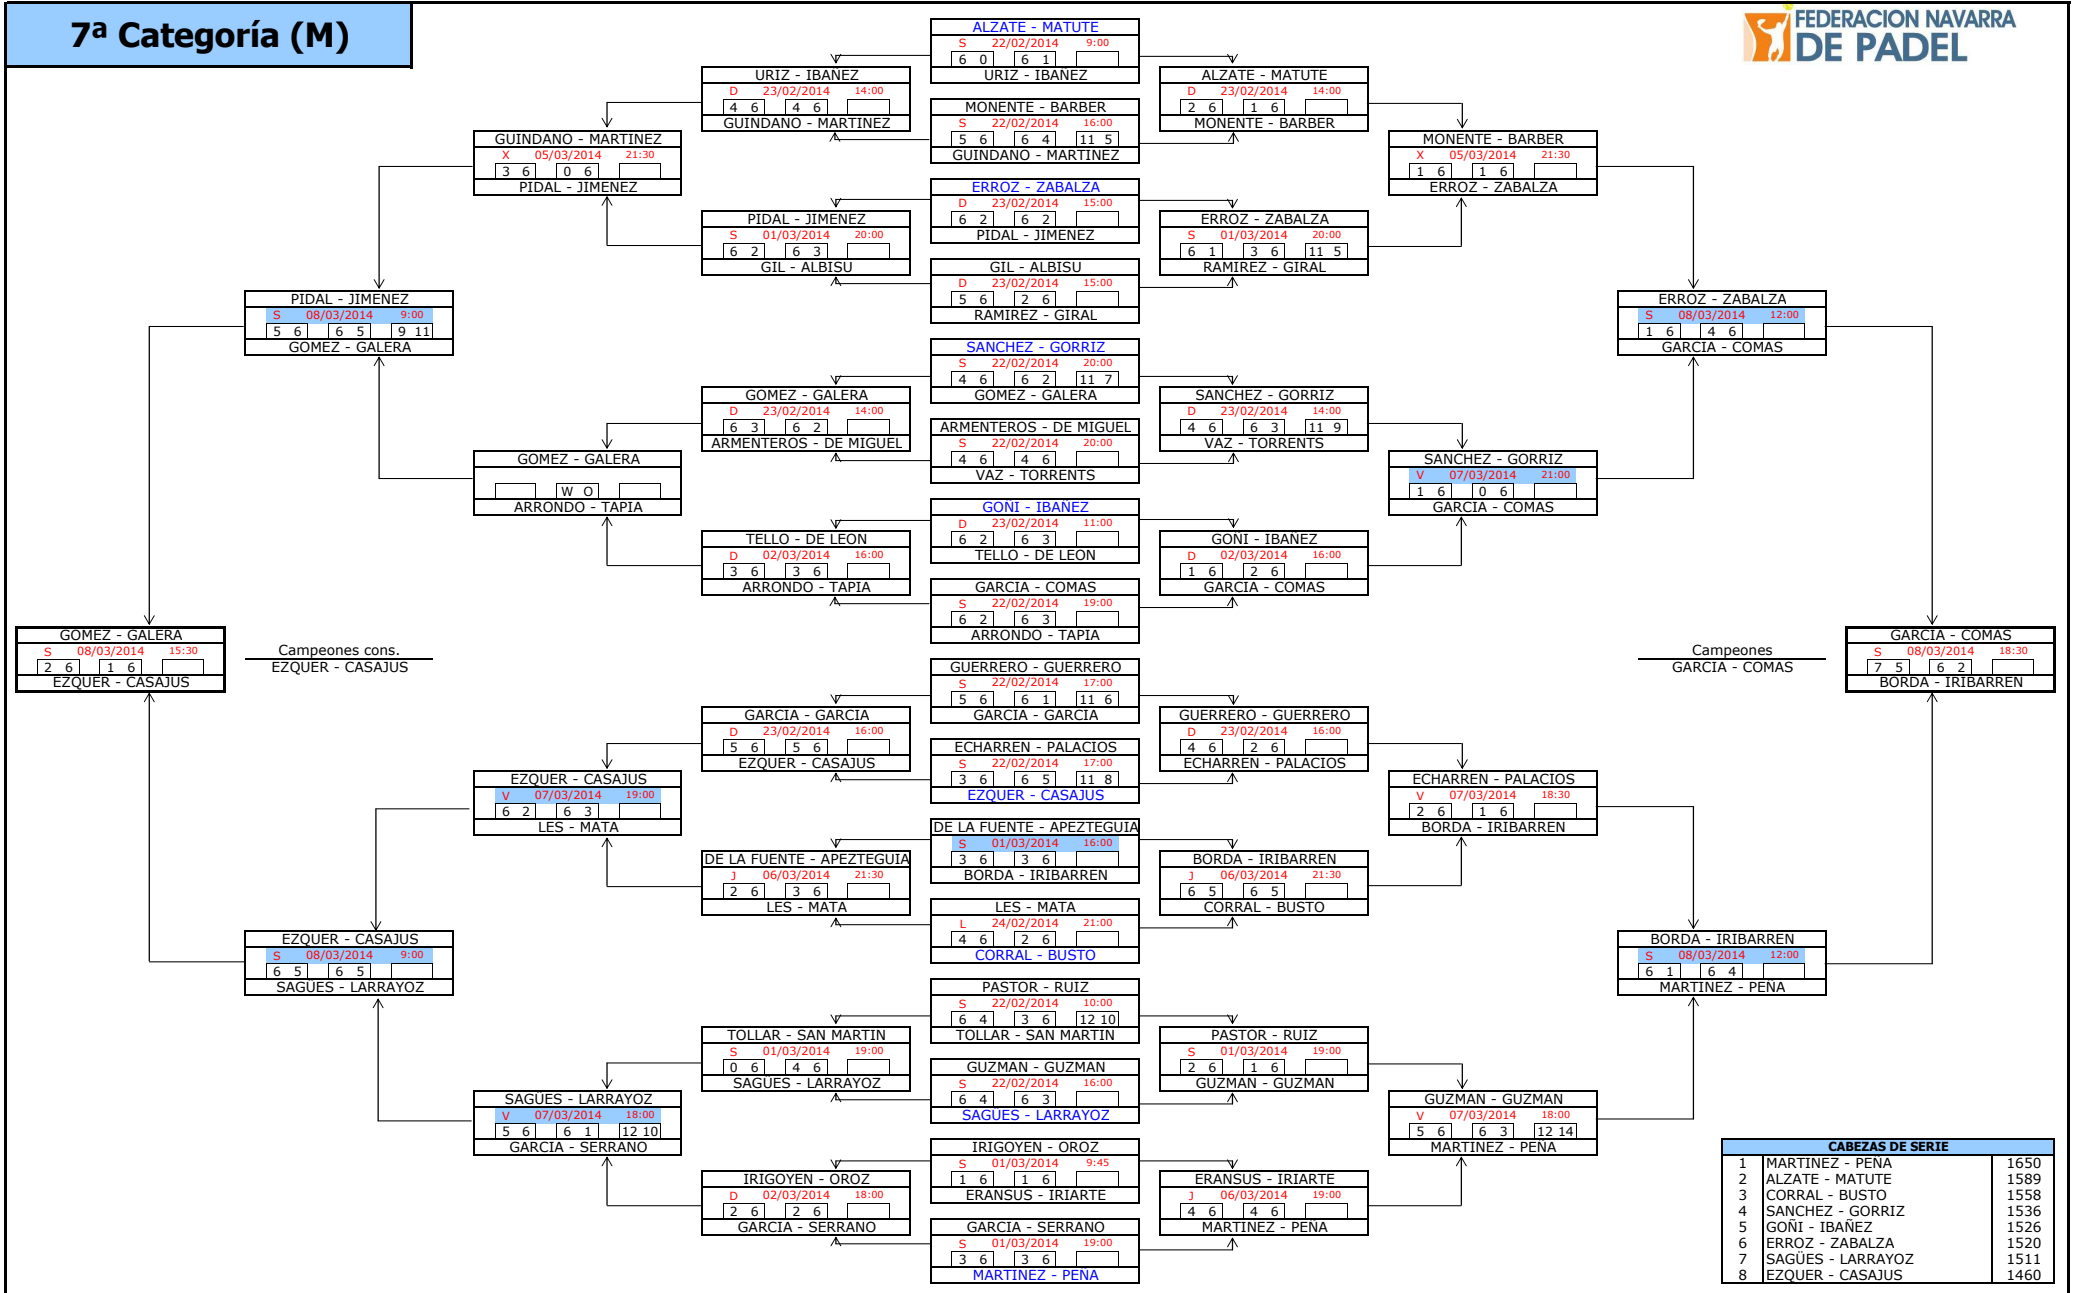 7ª Categoría (M)
FEDERACION NAVARRA
DE PADEL
ALZATE - MATUTE
S 22/02/2014 9:00
6 0 6 1
URIZ - IBAÑEZ
MONENTE - BARBER
S 22/02/2014 16:00
5 6 6 4 11 5
GUINDANO - MARTINEZ
ERROZ - ZABALZA
D 23/02/2014 15:00
6 2 6 2
PIDAL - JIMENEZ
GIL - ALBISU
D 23/02/2014 15:00
5 6 2 6
RAMIREZ - GIRAL
SANCHEZ - GORRIZ
S 22/02/2014 20:00
4 6 6 2 11 7
GOMEZ - GALERA
ARMENTEROS - DE MIGUEL
S 22/02/2014 20:00
4 6 4 6
VAZ - TORRENTS
GOÑI - IBAÑEZ
D 23/02/2014 11:00
6 2 6 3
TELLO - DE LEON
GARCIA - COMAS
S 22/02/2014 19:00
6 2 6 3
ARRONDO - TAPIA
GUERRERO - GUERRERO
S 22/02/2014 17:00
5 6 6 1 11 6
GARCIA - GARCIA
ECHARREN - PALACIOS
S 22/02/2014 17:00
3 6 6 5 11 8
EZQUER - CASAJUS
DE LA FUENTE - APEZTEGUIA
S 01/03/2014 16:00
3 6 3 6
BORDA - IRIBARREN
LES - MATA
L 24/02/2014 21:00
4 6 2 6
CORRAL - BUSTO
PASTOR - RUIZ
S 22/02/2014 10:00
6 4 3 6 12 10
TOLLAR - SAN MARTIN
GUZMAN - GUZMAN
S 22/02/2014 16:00
6 4 6 3
SAGÜES - LARRAYOZ
IRIGOYEN - OROZ
S 01/03/2014 9:45
1 6 1 6
ERANSUS - IRIARTE
GARCIA - SERRANO
S 01/03/2014 19:00
3 6 3 6
MARTINEZ - PEÑA
URIZ - IBAÑEZ
D 23/02/2014 14:00
4 6 4 6
GUINDANO - MARTINEZ
PIDAL - JIMENEZ
S 01/03/2014 20:00
6 2 6 3
GIL - ALBISU
GOMEZ - GALERA
D 23/02/2014 14:00
6 3 6 2
ARMENTEROS - DE MIGUEL
TELLO - DE LEON
D 02/03/2014 16:00
3 6 3 6
ARRONDO - TAPIA
GARCIA - GARCIA
D 23/02/2014 16:00
5 6 5 6
EZQUER - CASAJUS
DE LA FUENTE - APEZTEGUIA
J 06/03/2014 21:30
2 6 3 6
LES - MATA
TOLLAR - SAN MARTIN
S 01/03/2014 19:00
0 6 4 6
SAGÜES - LARRAYOZ
IRIGOYEN - OROZ
D 02/03/2014 18:00
2 6 2 6
GARCIA - SERRANO
GUINDANO - MARTINEZ
X 05/03/2014 21:30
3 6 0 6
PIDAL - JIMENEZ
GOMEZ - GALERA
W O
ARRONDO - TAPIA
EZQUER - CASAJUS
V 07/03/2014 19:00
6 2 6 3
LES - MATA
SAGÜES - LARRAYOZ
V 07/03/2014 18:00
5 6 6 1 12 10
GARCIA - SERRANO
PIDAL - JIMENEZ
S 08/03/2014 9:00
5 6 6 5 9 11
GOMEZ - GALERA
EZQUER - CASAJUS
S 08/03/2014 9:00
6 5 6 5
SAGÜES - LARRAYOZ
GOMEZ - GALERA
S 08/03/2014 15:30
2 6 1 6
EZQUER - CASAJUS
Campeones cons.
EZQUER - CASAJUS
ALZATE - MATUTE
D 23/02/2014 14:00
2 6 1 6
MONENTE - BARBER
ERROZ - ZABALZA
S 01/03/2014 20:00
6 1 3 6 11 5
RAMIREZ - GIRAL
SANCHEZ - GORRIZ
D 23/02/2014 14:00
4 6 6 3 11 9
VAZ - TORRENTS
GOÑI - IBAÑEZ
D 02/03/2014 16:00
1 6 2 6
GARCIA - COMAS
GUERRERO - GUERRERO
D 23/02/2014 16:00
4 6 2 6
ECHARREN - PALACIOS
BORDA - IRIBARREN
J 06/03/2014 21:30
6 5 6 5
CORRAL - BUSTO
PASTOR - RUIZ
S 01/03/2014 19:00
2 6 1 6
GUZMAN - GUZMAN
ERANSUS - IRIARTE
J 06/03/2014 19:00
4 6 4 6
MARTINEZ - PEÑA
MONENTE - BARBER
X 05/03/2014 21:30
1 6 1 6
ERROZ - ZABALZA
SANCHEZ - GORRIZ
V 07/03/2014 21:00
1 6 0 6
GARCIA - COMAS
ECHARREN - PALACIOS
V 07/03/2014 18:30
2 6 1 6
BORDA - IRIBARREN
GUZMAN - GUZMAN
V 07/03/2014 18:00
5 6 6 3 12 14
MARTINEZ - PEÑA
ERROZ - ZABALZA
S 08/03/2014 12:00
1 6 4 6
GARCIA - COMAS
BORDA - IRIBARREN
S 08/03/2014 12:00
6 1 6 4
MARTINEZ - PEÑA
Campeones
GARCIA - COMAS
GARCIA - COMAS
S 08/03/2014 18:30
7 5 6 2
BORDA - IRIBARREN
CABEZAS DE SERIE
1 MARTINEZ - PEÑA 1650
2 ALZATE - MATUTE 1589
3 CORRAL - BUSTO 1558
4 SANCHEZ - GORRIZ 1536
5 GOÑI - IBAÑEZ 1526
6 ERROZ - ZABALZA 1520
7 SAGÜES - LARRAYOZ 1511
8 EZQUER - CASAJUS 1460